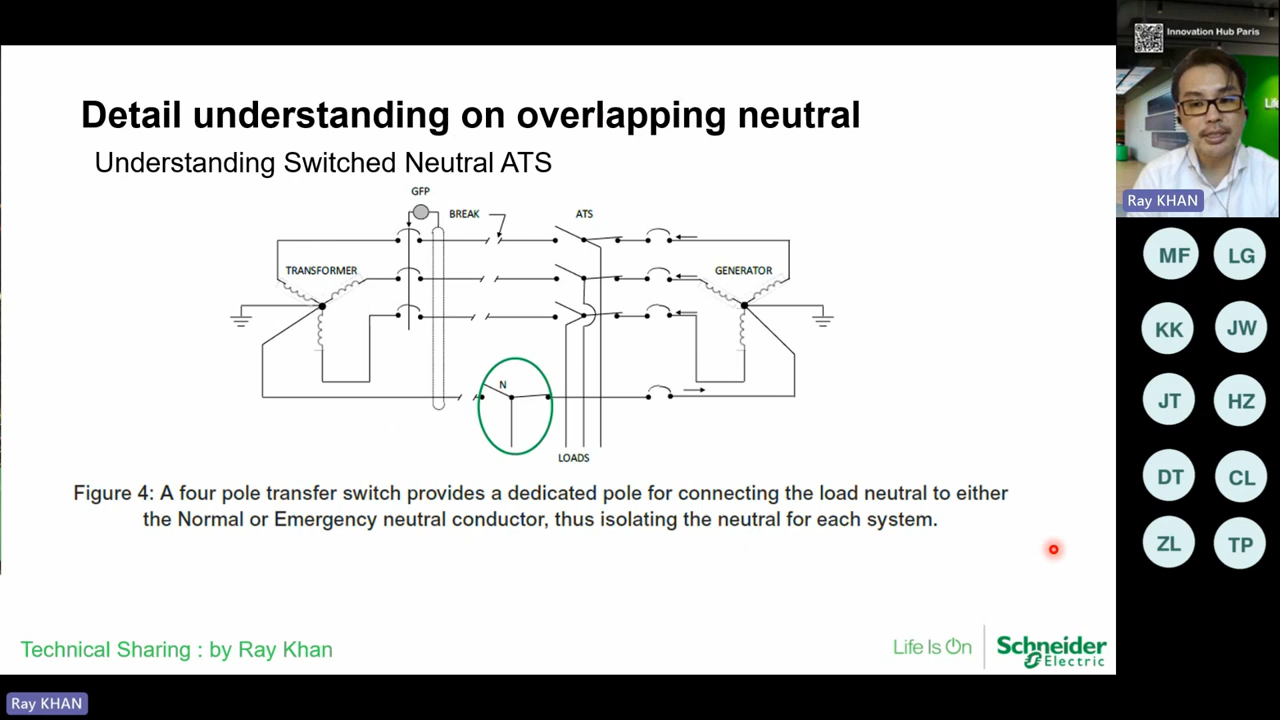 Innovation Hub Paris
Life
Ray KHAN
Detail understanding on overlapping neutral
Understanding Switched Neutral ATS
GFP
BREAK
ATS
TRANSFORMER
GENERATOR
N
LOADS
Figure 4: A four pole transfer switch provides a dedicated pole for connecting the load neutral to either
the Normal or Emergency neutral conductor, thus isolating the neutral for each system.
Technical Sharing : by Ray Khan
Life Is On
Schneider
Electric
MF
LG
KK
JW
JT
HZ
DT
CL
ZL
TP
Ray KHAN